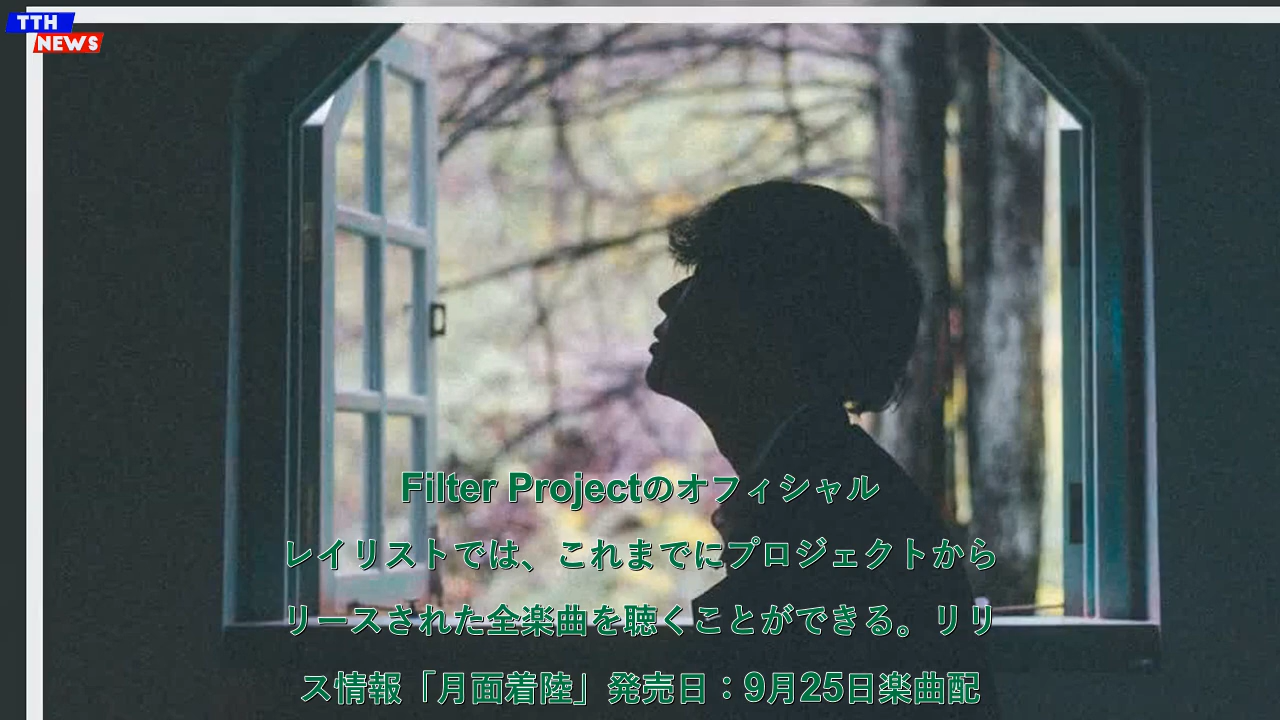 TTH
NEWS
Filter Projectのオフィシャル
レイリストでは、これまでにプロジェクトから
リースされた全楽曲を聴くことができる。リリ
ス情報「月面着陸」発売日：9月25日楽曲配